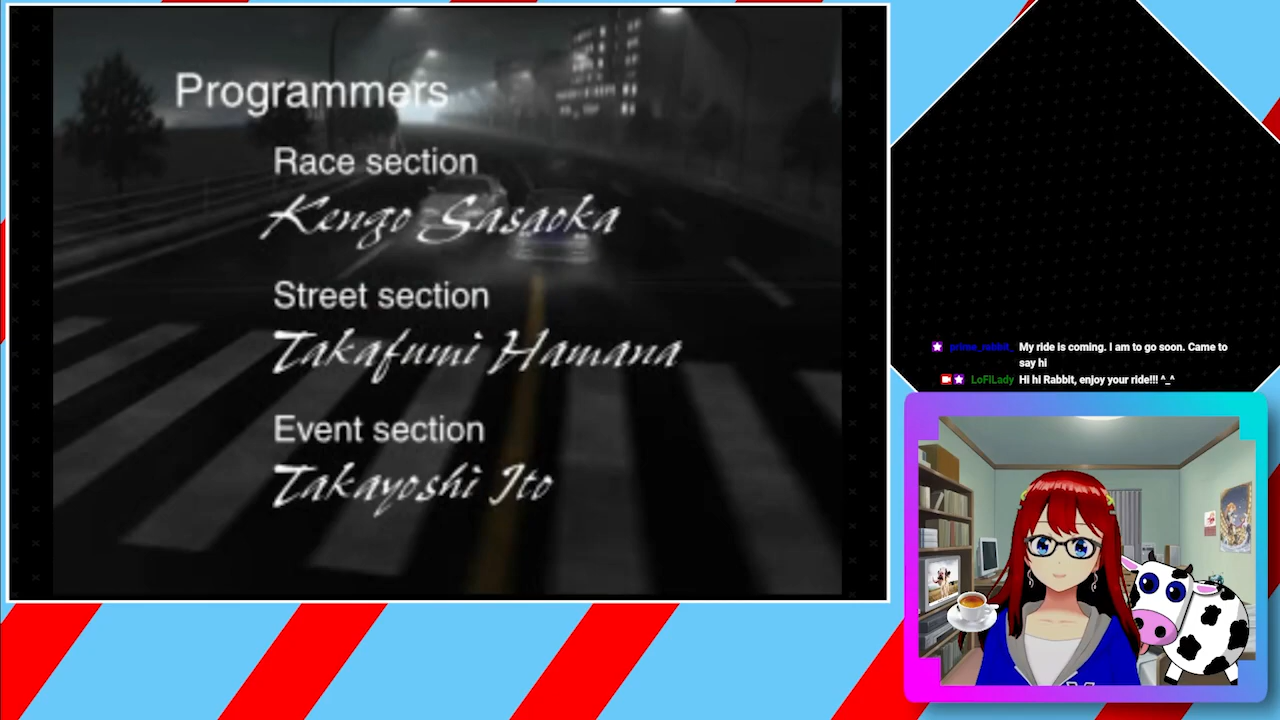 Programmers
Race section
Kengo Sasaoka
Street section
Takafumi Hamana
Event section
Takayoshi Ito
prime_rabbit_ My ride is coming. I am to go soon. Came to
say hi
LoFiLady Hi hi Rabbit, enjoy your ride!!! ^_^